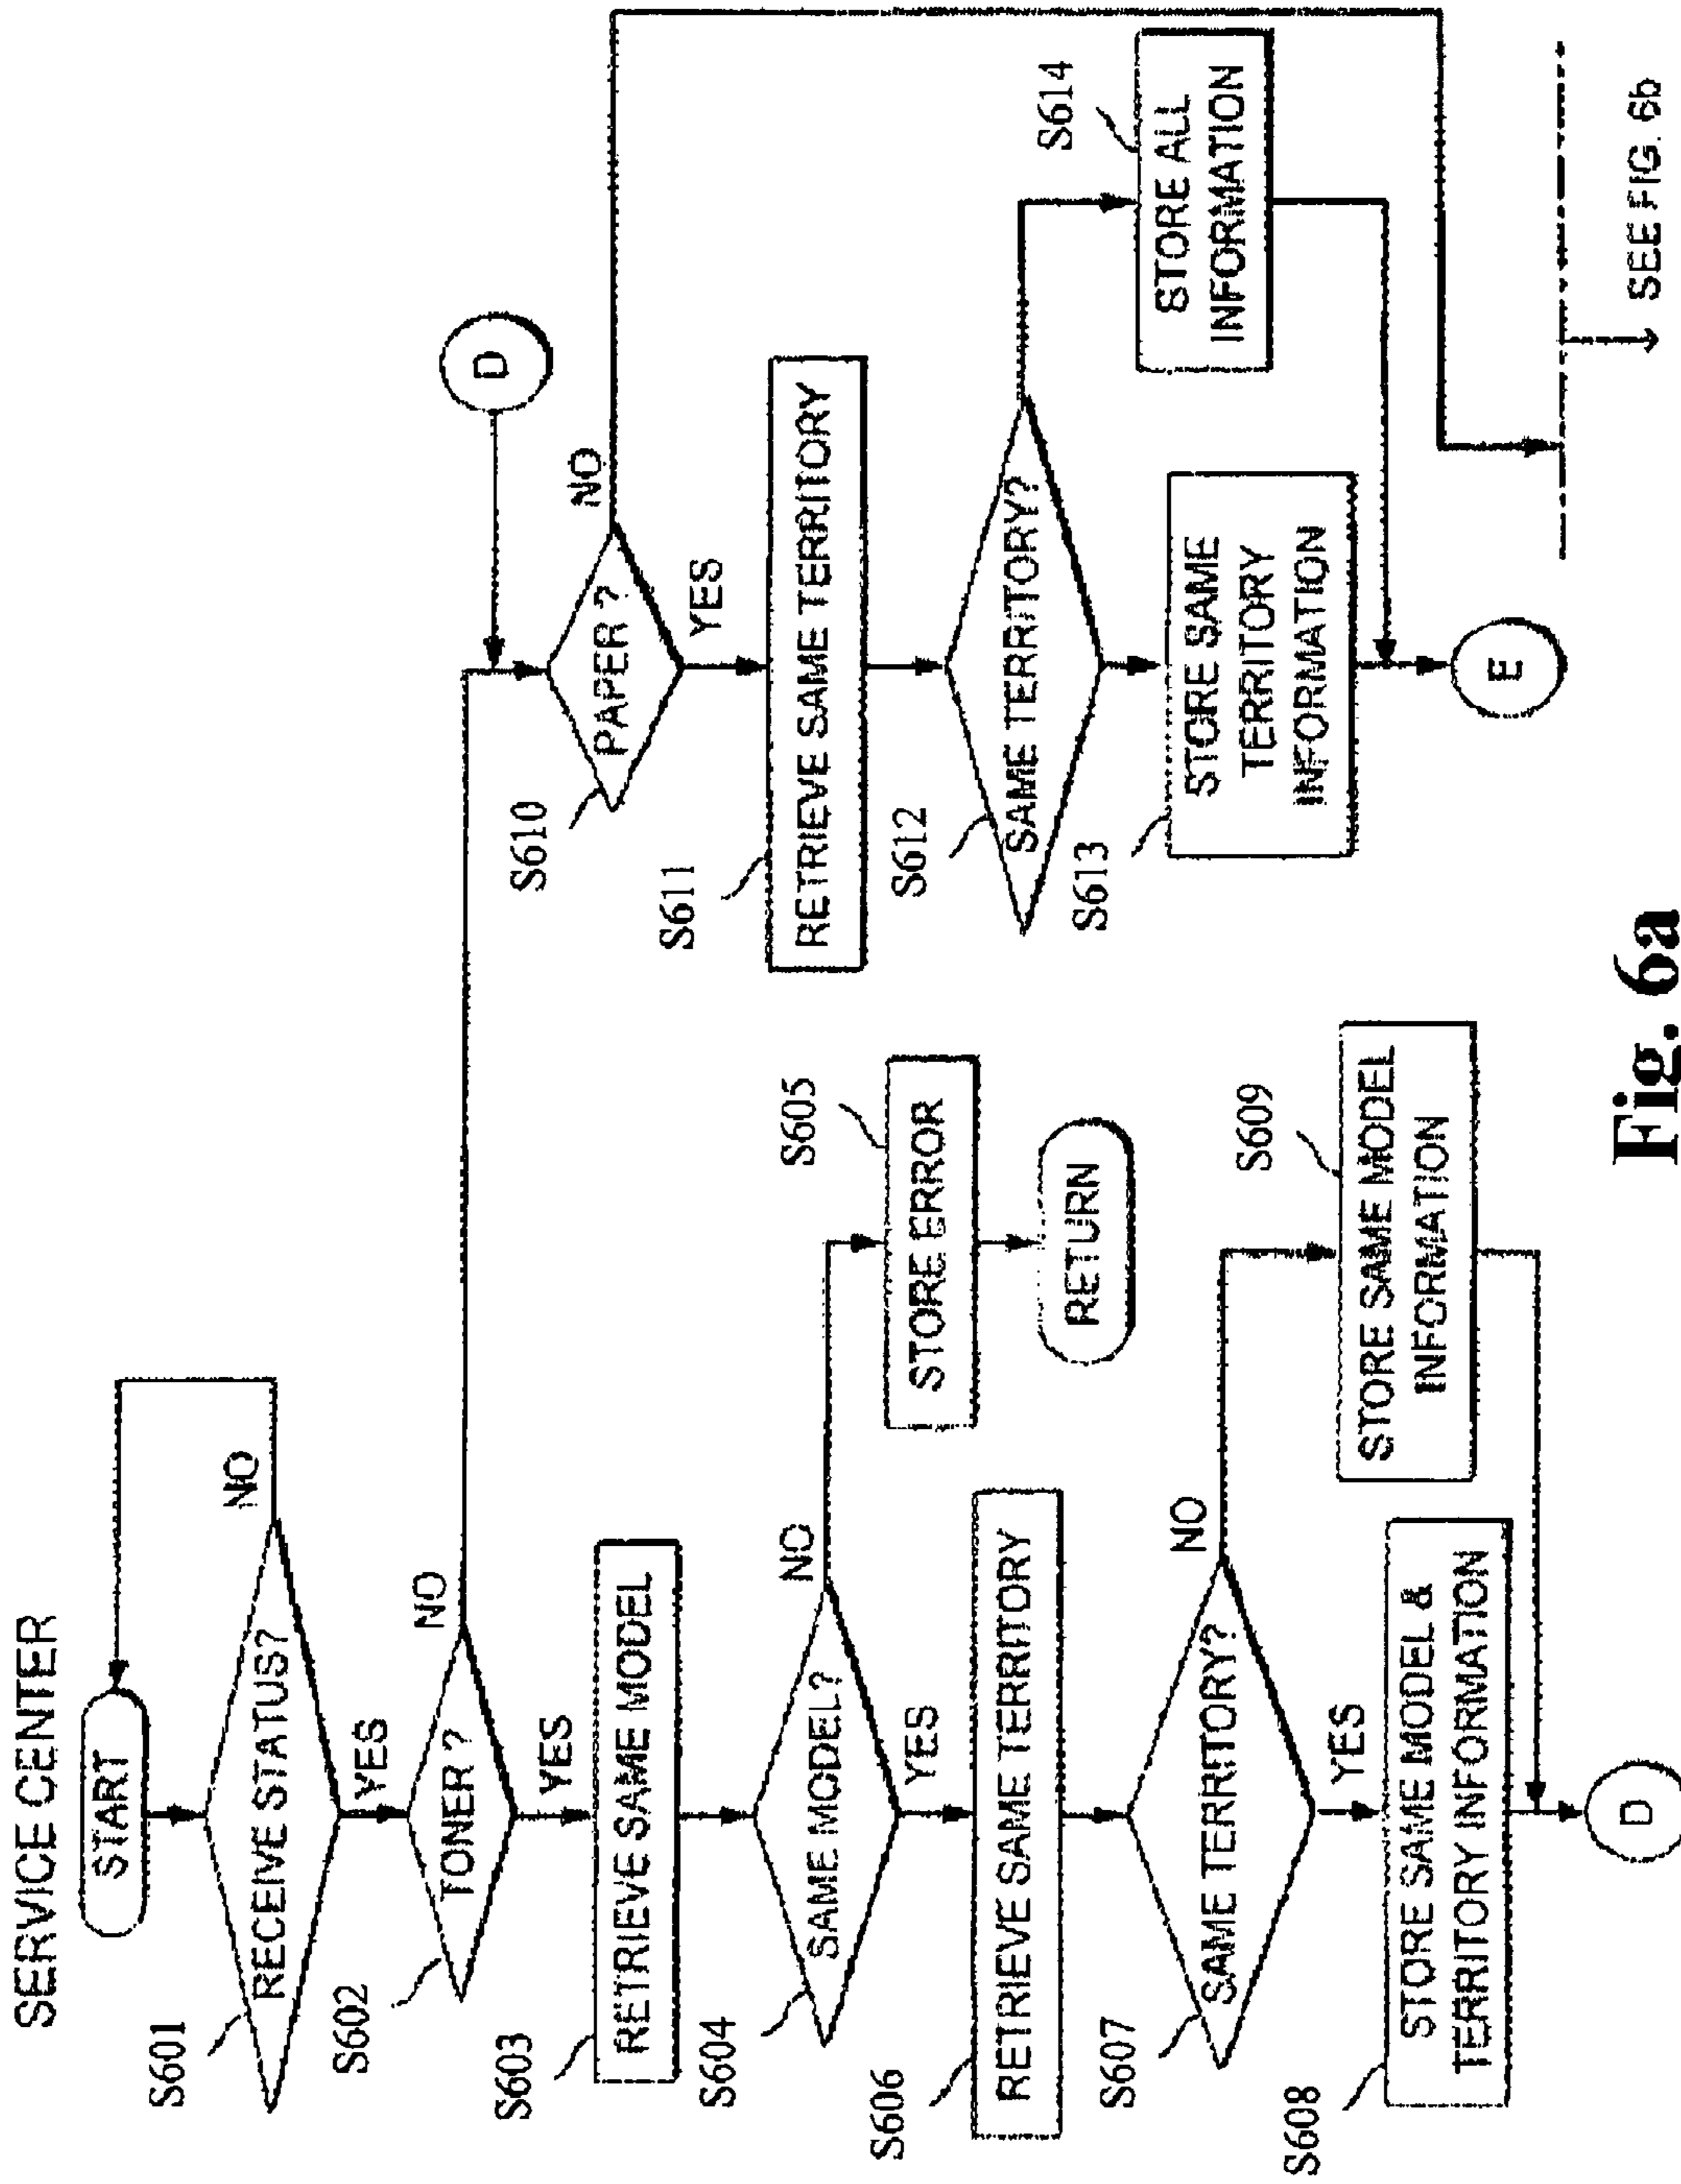 SERVICE CENTER
START
S601
RECEIVE STATUS?
NO
YES
S602
TONER ?
NO
YES
S603
RETRIEVE SAME MODEL
S604
SAME MODEL?
NO
YES
S605
STORE ERROR
RETURN
S606
RETRIEVE SAME TERRITORY
S607
SAME TERRITORY?
NO
YES
S608
STORE SAME MODEL &
TERRITORY INFORMATION
S609
STORE SAME MODEL
INFORMATION
D
D
S610
PAPER ?
NO
YES
S611
RETRIEVE SAME TERRITORY
S612
SAME TERRITORY?
S613
STORE SAME
TERRITORY
INFORMATION
S614
STORE ALL
INFORMATION
E
SEE FIG. 6b
Fig. 6a